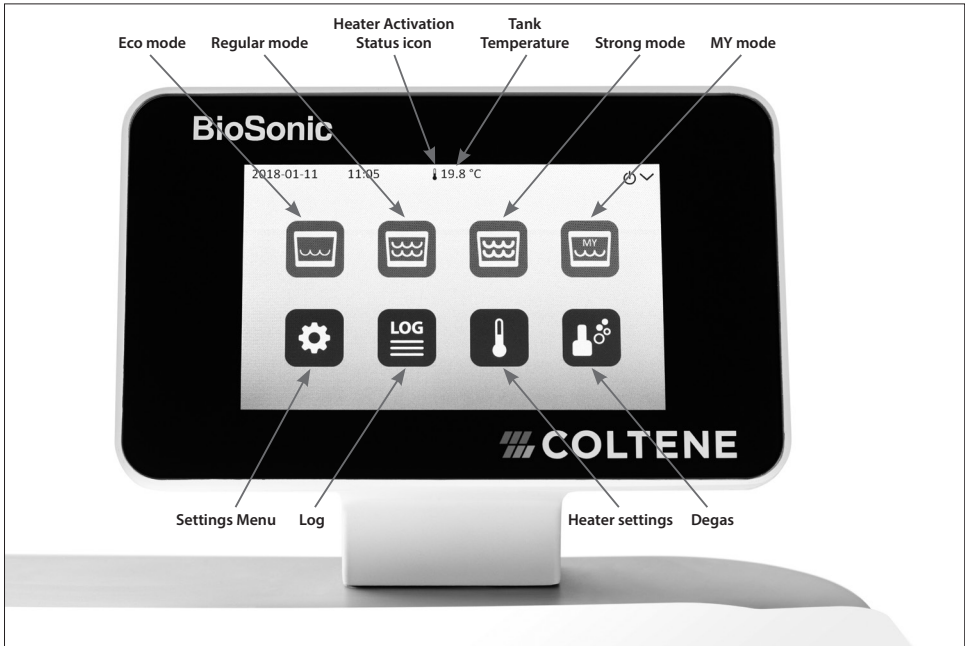 Heater Activation
Status icon
Tank
Temperature
Eco mode
Regular mode
Strong mode
MY mode
BioSonic
2018-01-11 11:05 19.8 °C
MY
LOG
COLTENE
Settings Menu
Log
Heater settings
Degas